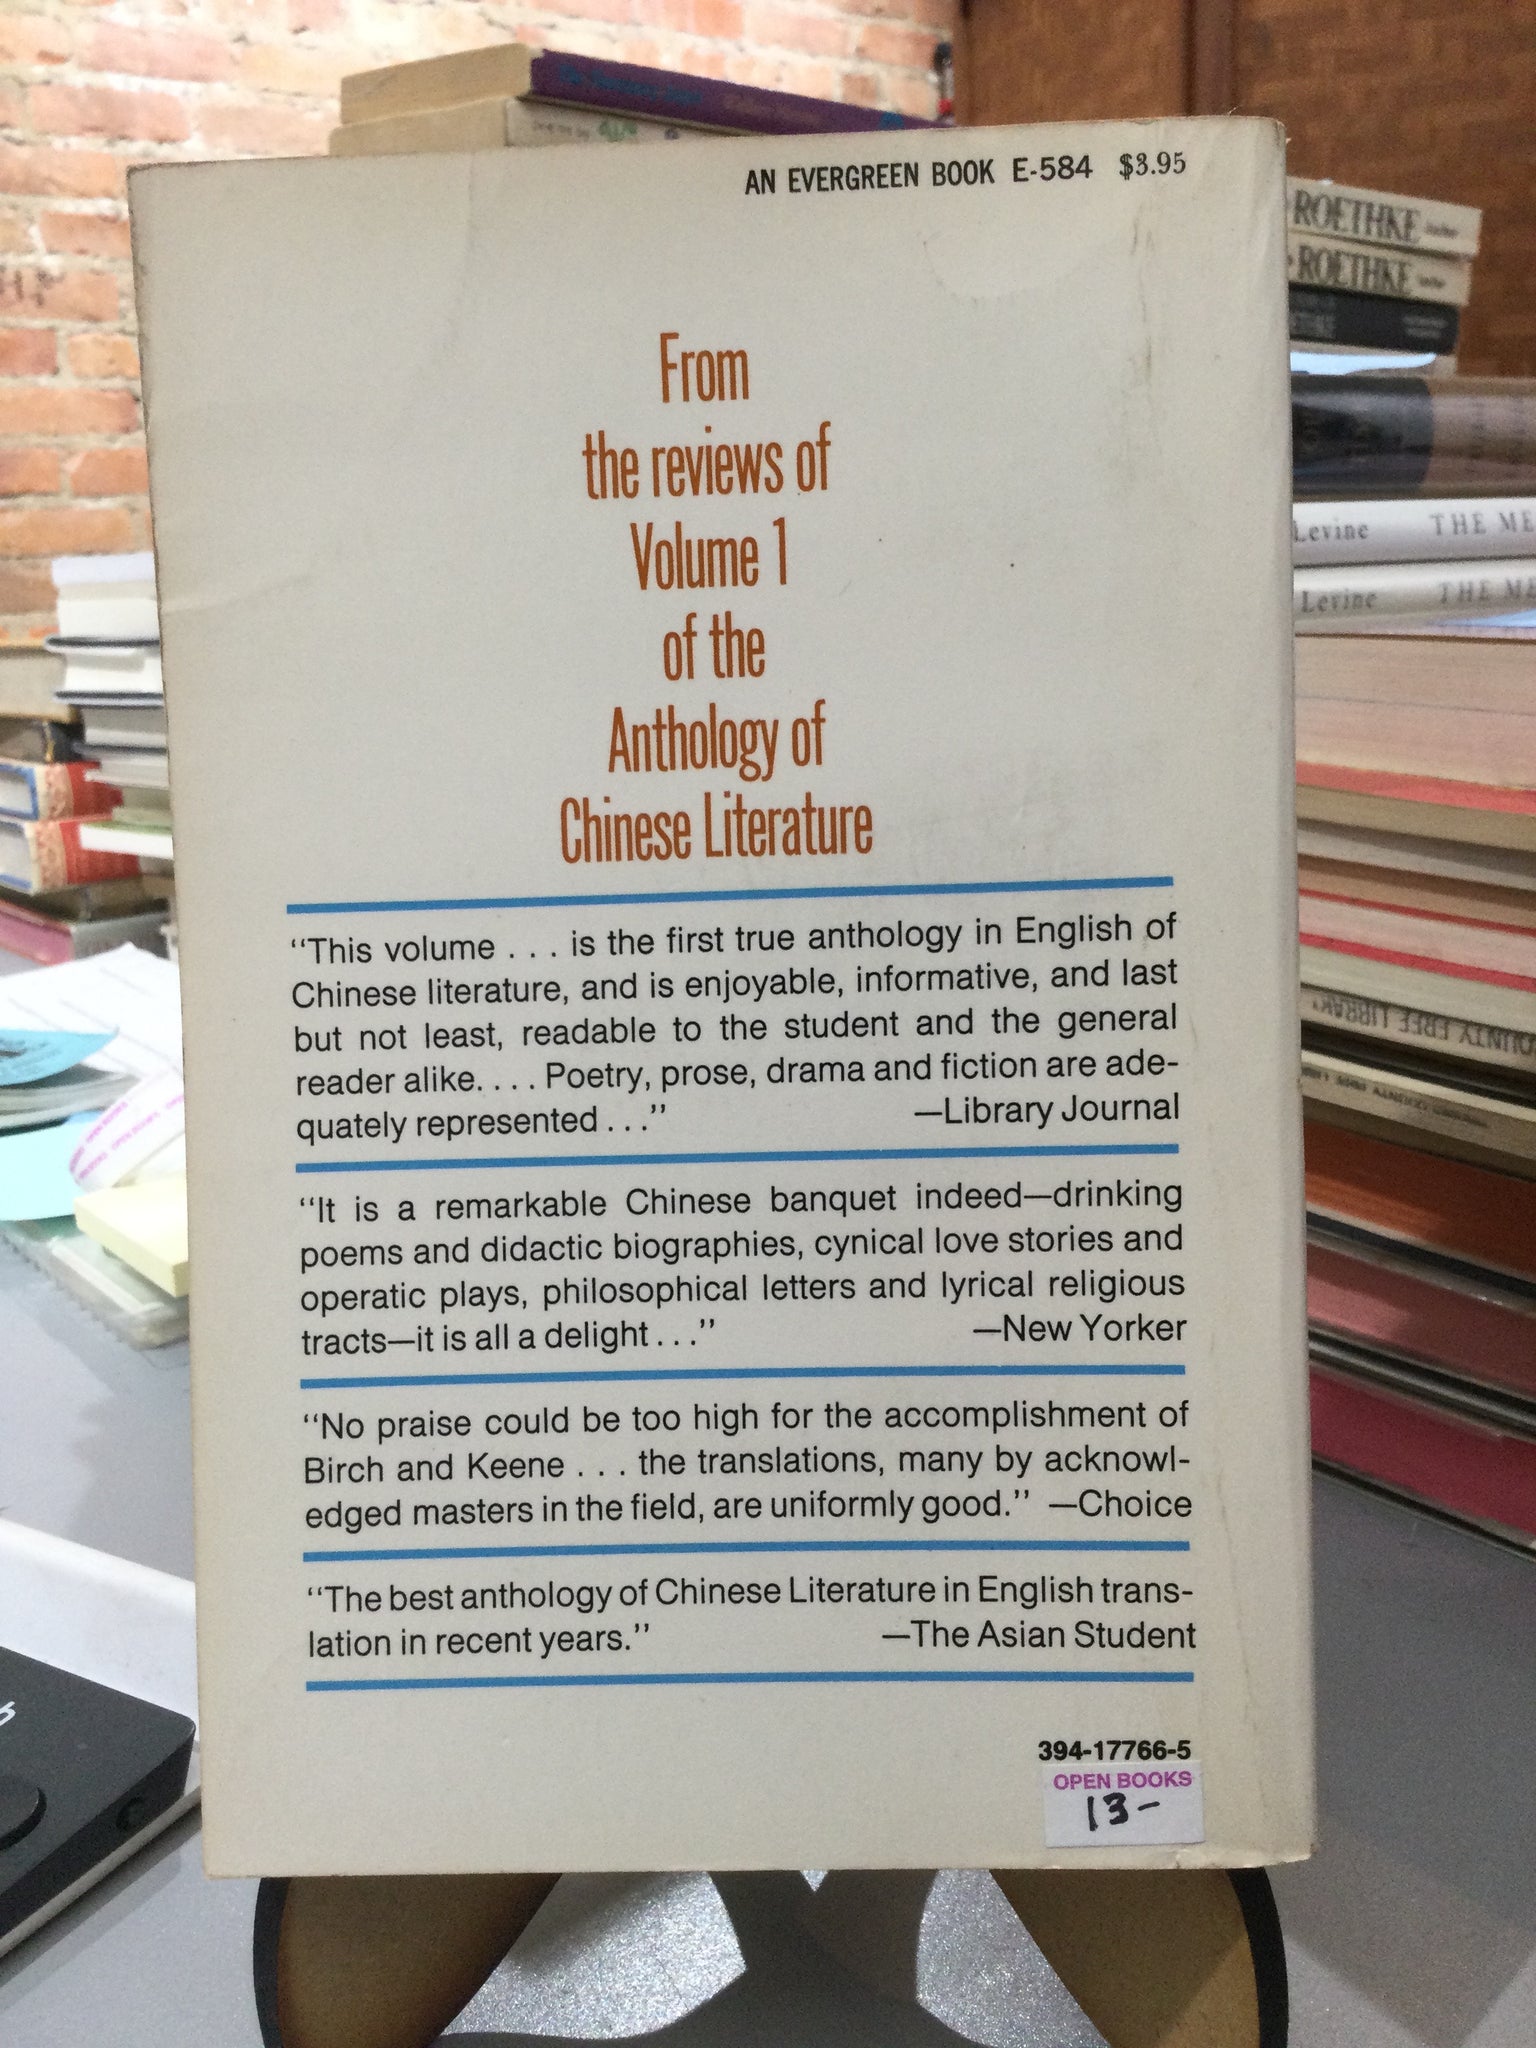 AN EVERGREEN BOOK E-584 $3.95
From
the reviews of
Volume 1
of the
Anthology of
Chinese Literature
"This volume . . . is the first true anthology in English of
Chinese literature, and is enjoyable, informative, and last
but not least, readable to the student and the general
reader alike. . . . Poetry, prose, drama and fiction are ade-
quately represented . . ." —Library Journal
"It is a remarkable Chinese banquet indeed—drinking
poems and didactic biographies, cynical love stories and
operatic plays, philosophical letters and lyrical religious
tracts—it is all a delight . . ." —New Yorker
"No praise could be too high for the accomplishment of
Birch and Keene . . . the translations, many by acknowl-
edged masters in the field, are uniformly good." —Choice
"The best anthology of Chinese Literature in English trans-
lation in recent years." —The Asian Student
394-17766-5
OPEN BOOKS
13-
ROETHKE
ROETHKE
Levine THE ME
Levine THE ME
OUNTY FREE LIBRARY